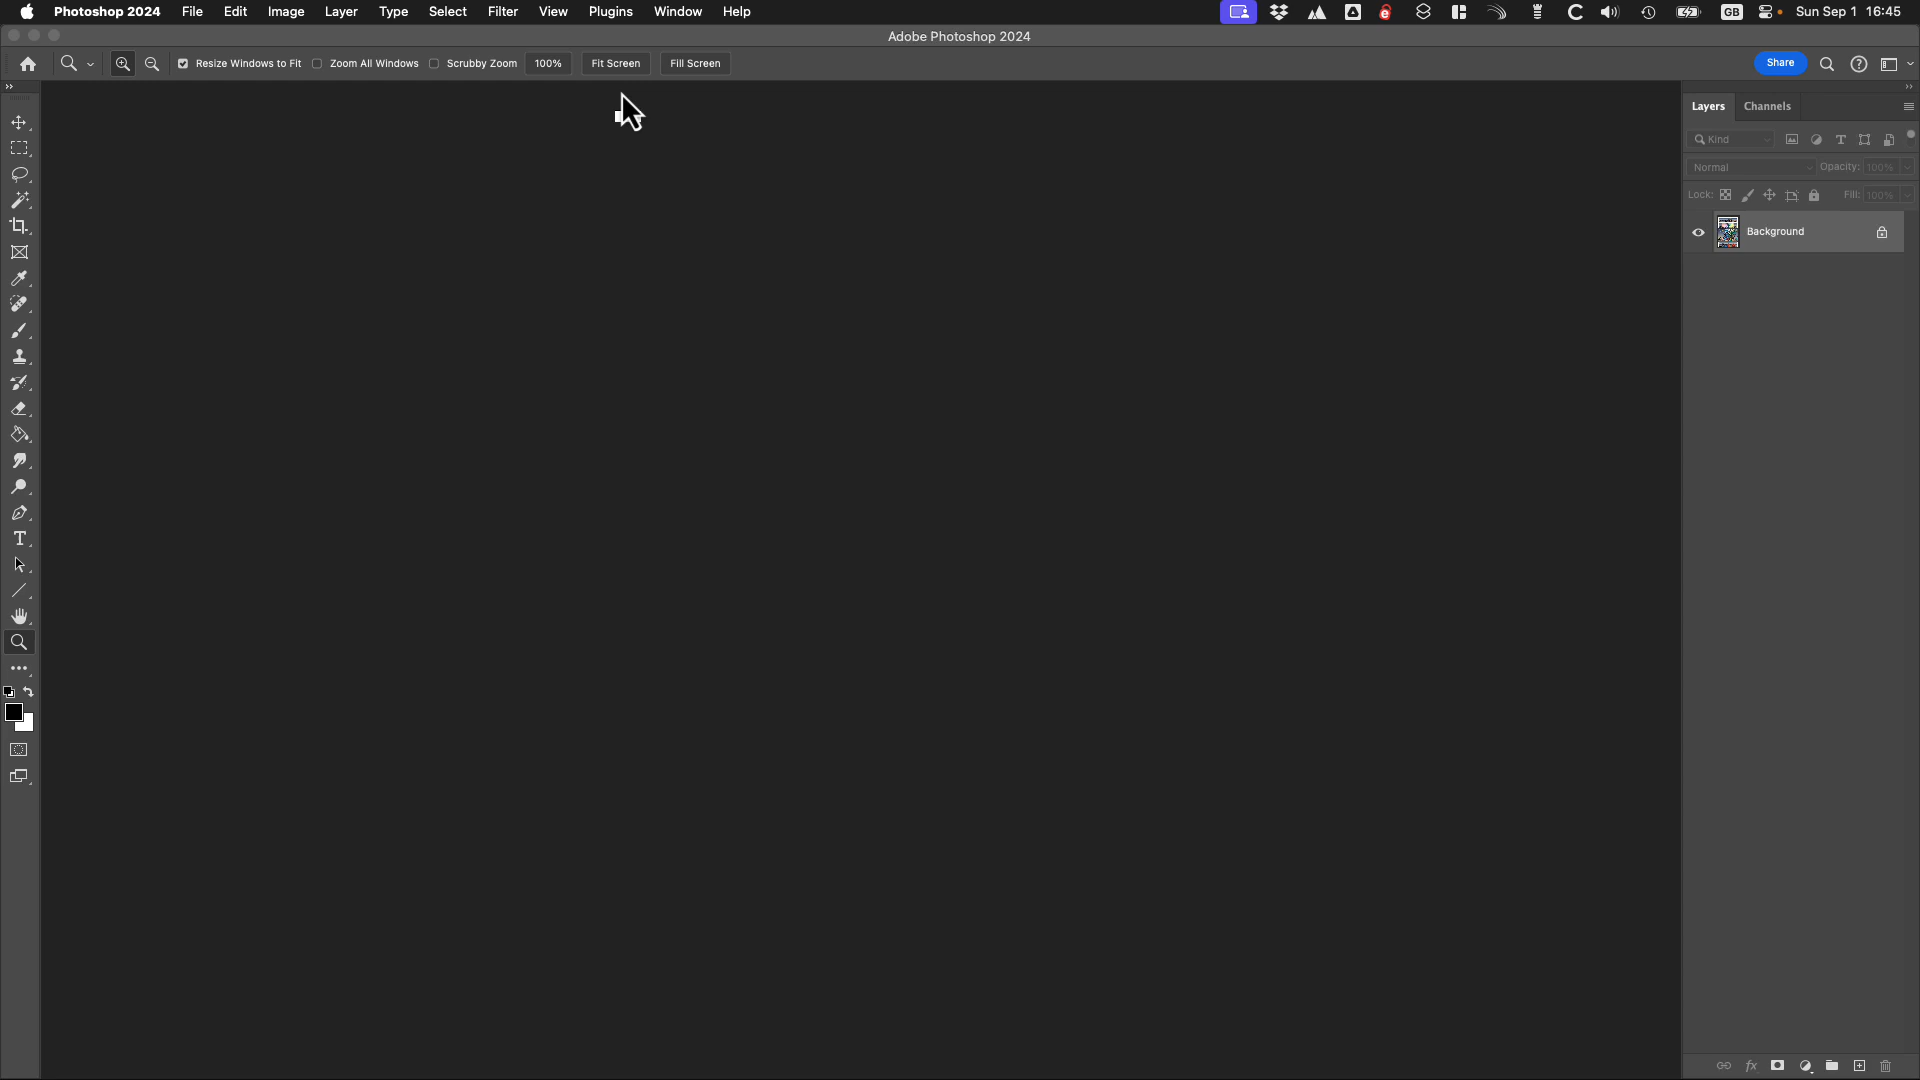 Photoshop 2024 File Edit Image Layer Type Select Filter View Plugins Window Help GB Sun Sep 1 16:45
Adobe Photoshop 2024
Resize Windows to Fit Zoom All Windows Scrubby Zoom 100% Fit Screen Fill Screen Share
Layers Channels
Kind
Normal Opacity: 100%
Lock: Fill: 100%
Background
fx